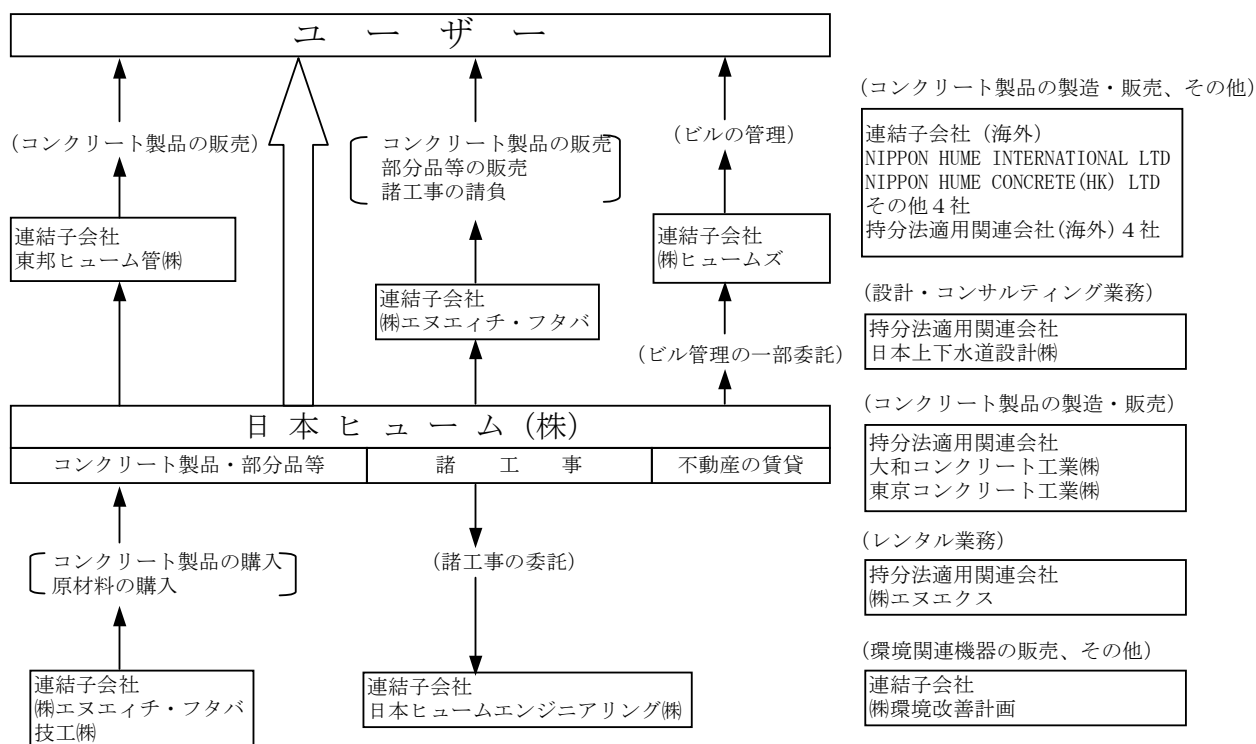 ユーザー
(コンクリート製品の販売)
コンクリート製品の販売
部分品等の販売
諸工事の請負
(ビルの管理)
連結子会社
東邦ヒューム管㈱
連結子会社
㈱エヌエィチ・フタバ
連結子会社
㈱ヒュームズ
(ビル管理の一部委託)
日本ヒューム(株)
コンクリート製品・部分品等
諸工事
不動産の賃貸
コンクリート製品の購入
原材料の購入
(諸工事の委託)
連結子会社
㈱エヌエィチ・フタバ
技工㈱
連結子会社
日本ヒュームエンジニアリング㈱
(コンクリート製品の製造・販売、その他)
連結子会社 (海外)
NIPPON HUME INTERNATIONAL LTD
NIPPON HUME CONCRETE(HK) LTD
その他4社
持分法適用関連会社(海外)4社
(設計・コンサルティング業務)
持分法適用関連会社
日本上下水道設計㈱
(コンクリート製品の製造・販売)
持分法適用関連会社
大和コンクリート工業㈱
東京コンクリート工業㈱
(レンタル業務)
持分法適用関連会社
㈱エヌエクス
(環境関連機器の販売、その他)
連結子会社
㈱環境改善計画